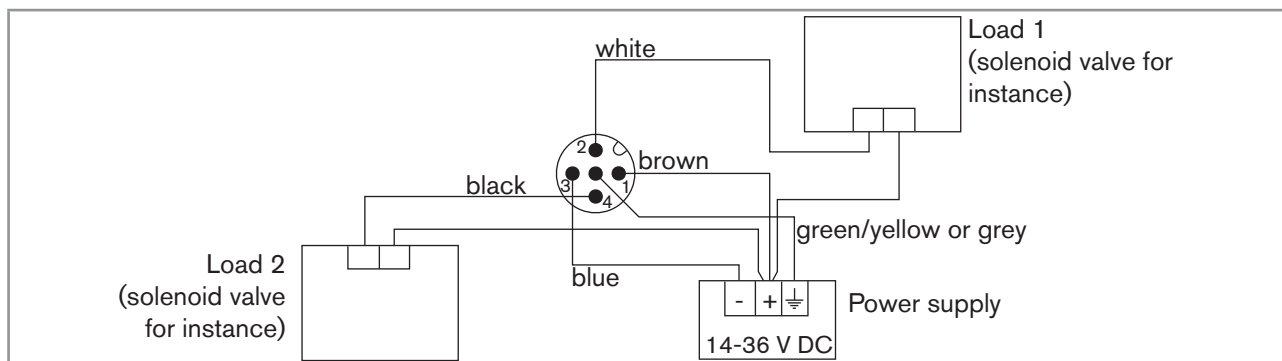 white
Load 1
(solenoid valve for
instance)
2
brown
3
1
black
4
green/yellow or grey
Load 2
(solenoid valve
for instance)
blue
- +
Power supply
14-36 V DC